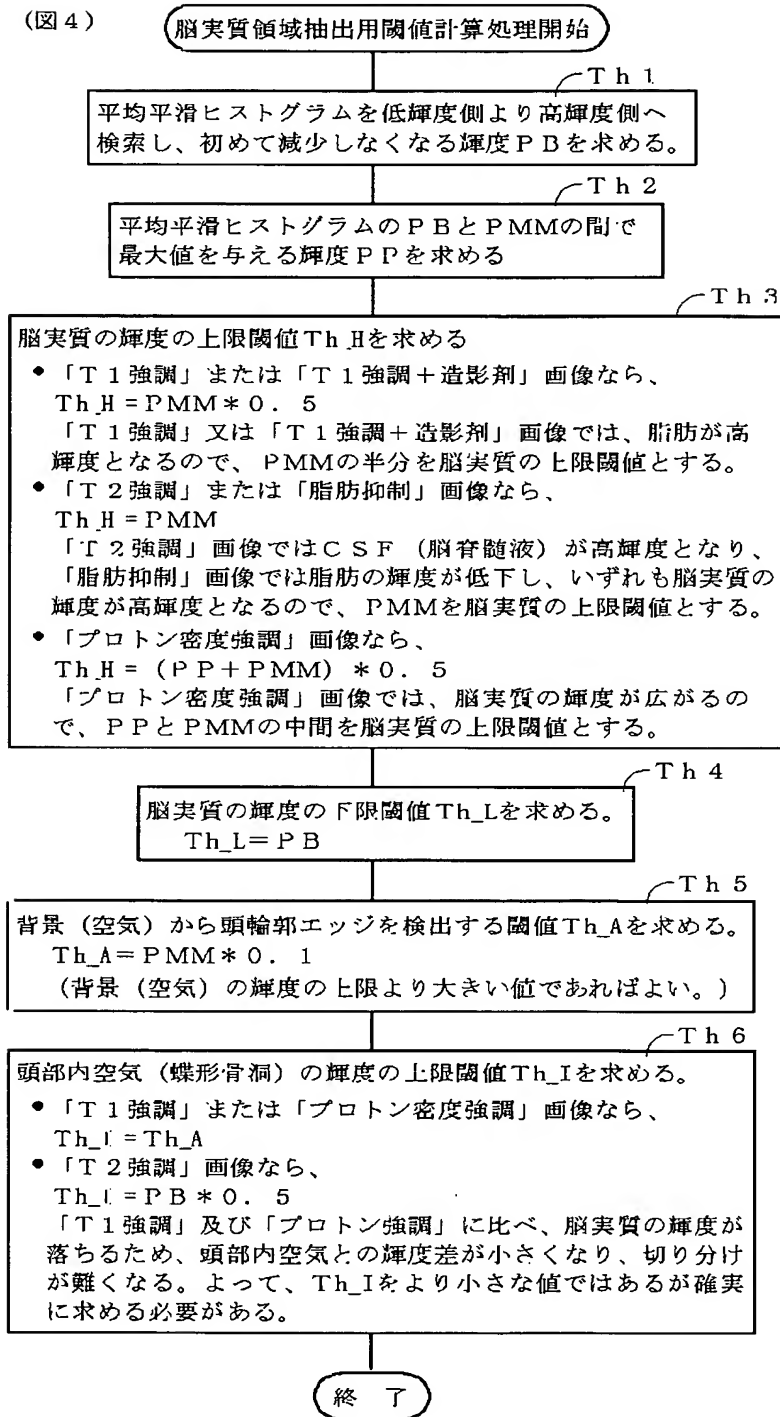 (図4)
脳実質領域抽出用閾値計算処理開始
Th1
平均平滑ヒストグラムを低輝度側より高輝度側へ
検索し、初めて減少しなくなる輝度PBを求める。
Th2
平均平滑ヒストグラムのPBとPMMの間で
最大値を与える輝度PPを求める
Th3
脳実質の輝度の上限閾値Th_Hを求める
• 「T1強調」または「T1強調+造影剤」画像なら、
Th_H=PMM*0.5
「T1強調」又は「T1強調+造影剤」画像では、脂肪が高
輝度となるので、PMMの半分を脳実質の上限閾値とする。
• 「T2強調」または「脂肪抑制」画像なら、
Th_H=PMM
「T2強調」画像ではCSF(脳脊髄液)が高輝度となり、
「脂肪抑制」画像では脂肪の輝度が低下し、いずれも脳実質の
輝度が高輝度となるので、PMMを脳実質の上限閾値とする。
• 「プロトン密度強調」画像なら、
Th_H=(PP+PMM)*0.5
「プロトン密度強調」画像では、脳実質の輝度が広がるの
で、PPとPMMの中間を脳実質の上限閾値とする。
Th4
脳実質の輝度の下限閾値Th_Lを求める。
Th_L=PB
Th5
背景(空気)から頭輪郭エッジを検出する閾値Th_Aを求める。
Th_A=PMM*0.1
(背景(空気)の輝度の上限より大きい値であればよい。)
Th6
頭部内空気(蝶形骨洞)の輝度の上限閾値Th_Iを求める。
• 「T1強調」または「プロトン密度強調」画像なら、
Th_I=Th_A
• 「T2強調」画像なら、
Th_I=PB*0.5
「T1強調」及び「プロトン強調」に比べ、脳実質の輝度が
落ちるため、頭部内空気との輝度差が小さくなり、切り分け
が難くなる。よって、Th_Iをより小さな値ではあるが確実
に求める必要がある。
終 了